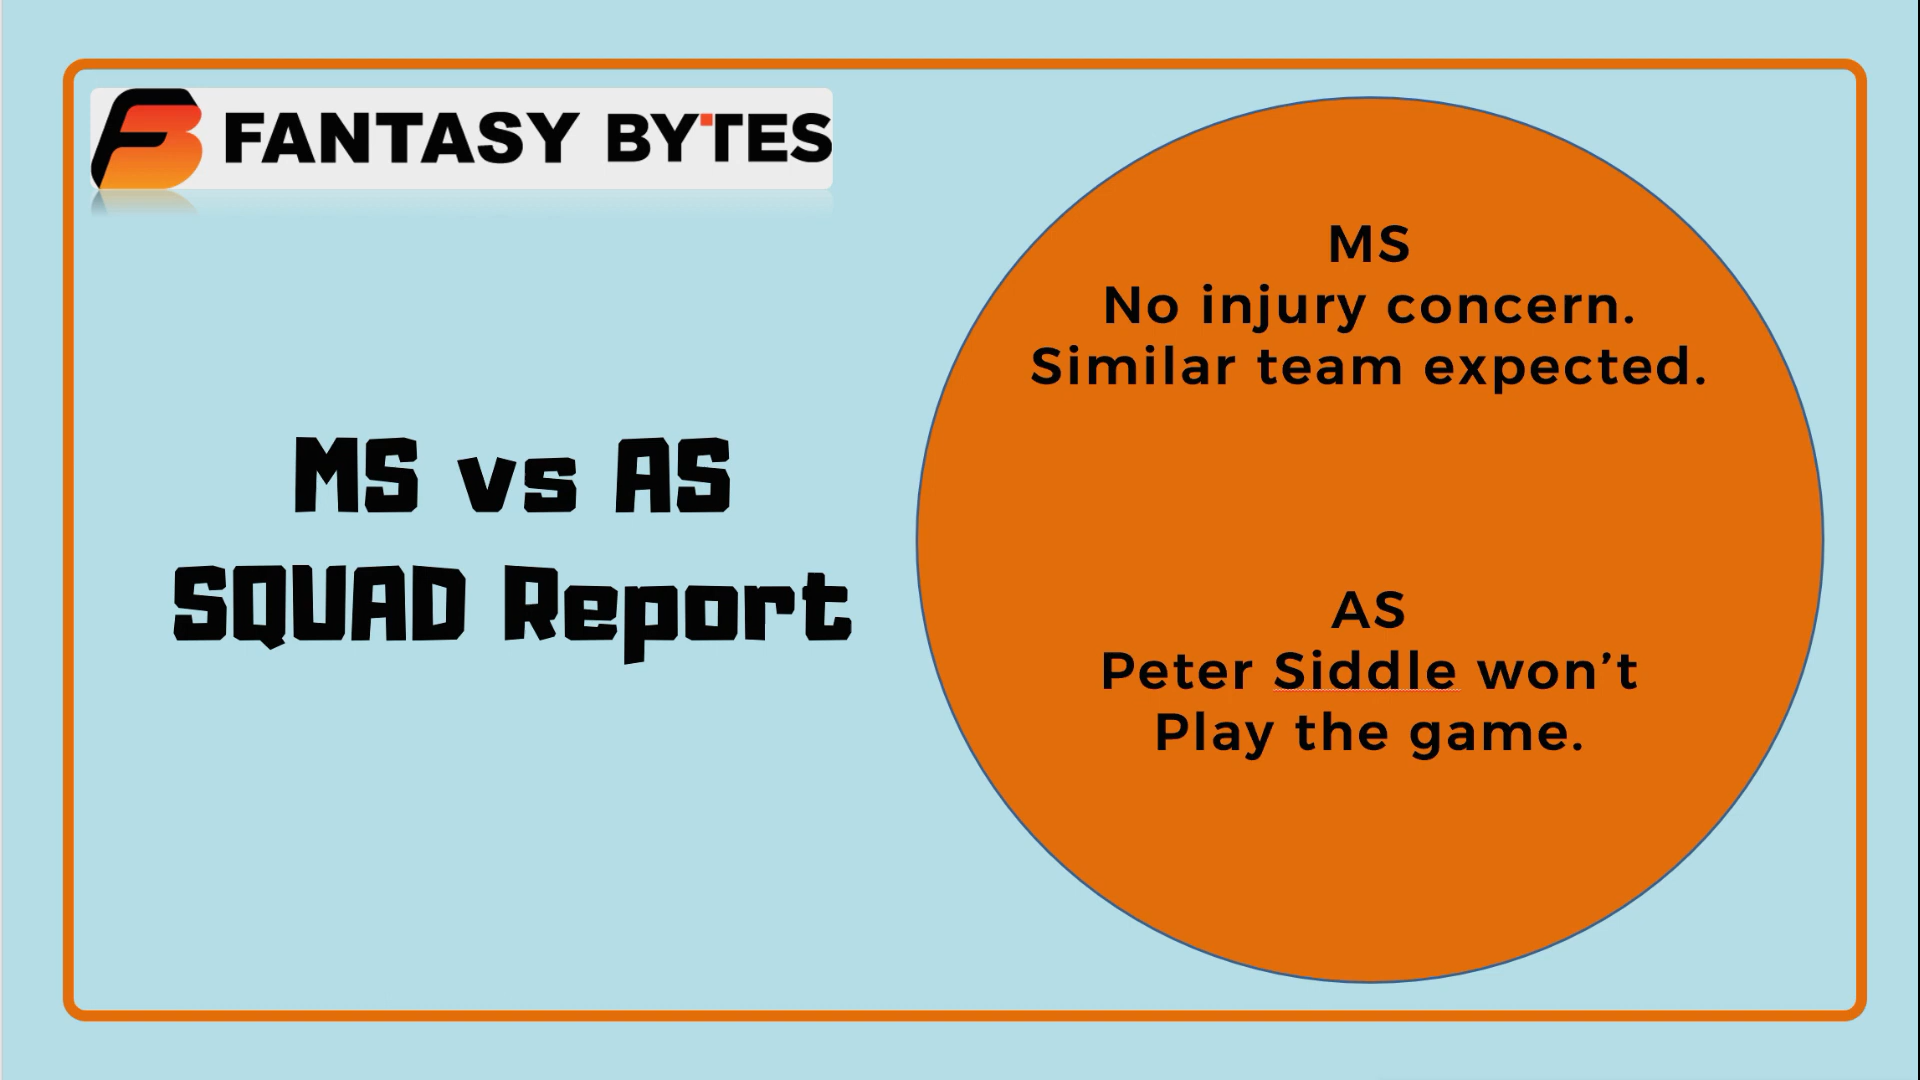 FANTASY BYTES
MS vs AS
SQUAD Report
MS
No injury concern.
Similar team expected.
AS
Peter Siddle won’t
Play the game.